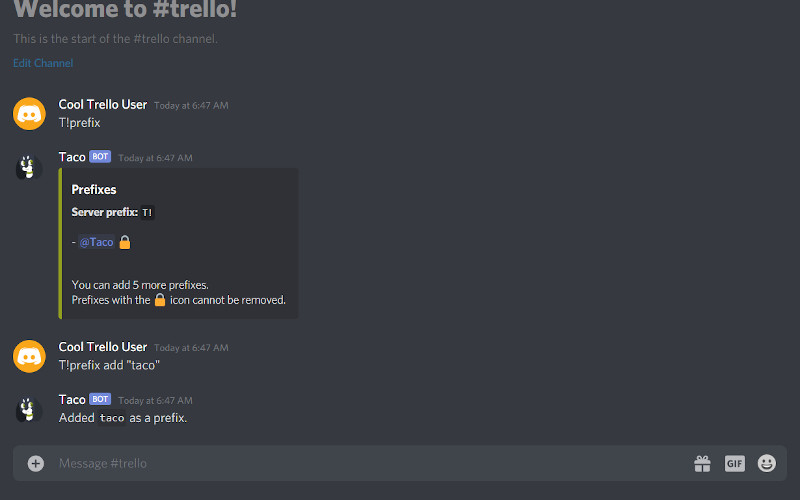 Welcome to #trello!
This is the start of the #trello channel.
Edit Channel
Cool Trello User Today at 6:47 AM
T!prefix
Taco BOT Today at 6:47 AM
Prefixes
Server prefix: T!
- @Taco 🔒
You can add 5 more prefixes.
Prefixes with the 🔒 icon cannot be removed.
Cool Trello User Today at 6:47 AM
T!prefix add "taco"
Taco BOT Today at 6:47 AM
Added taco as a prefix.
Message #trello
GIF